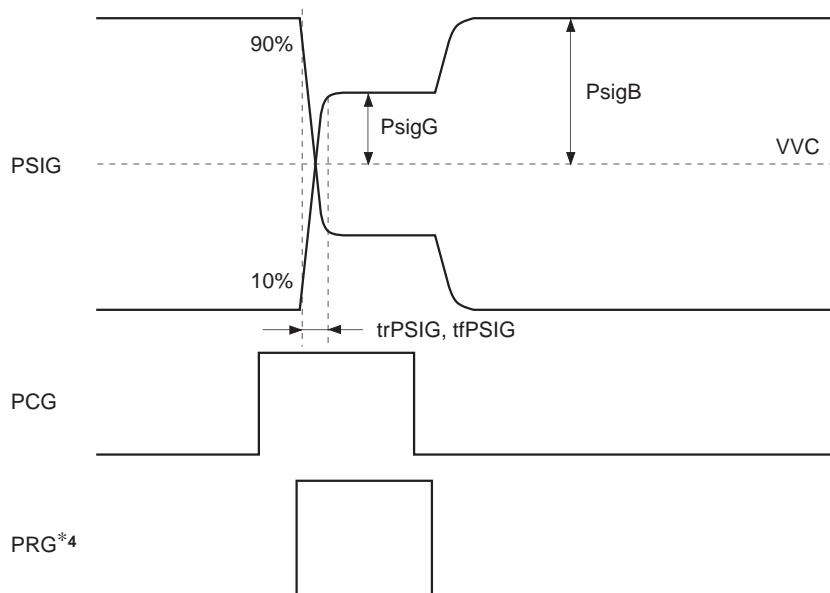 90%
PsigB
PsigG
VVC
PSIG
10%
trPSIG, tfPSIG
PCG
PRG*4